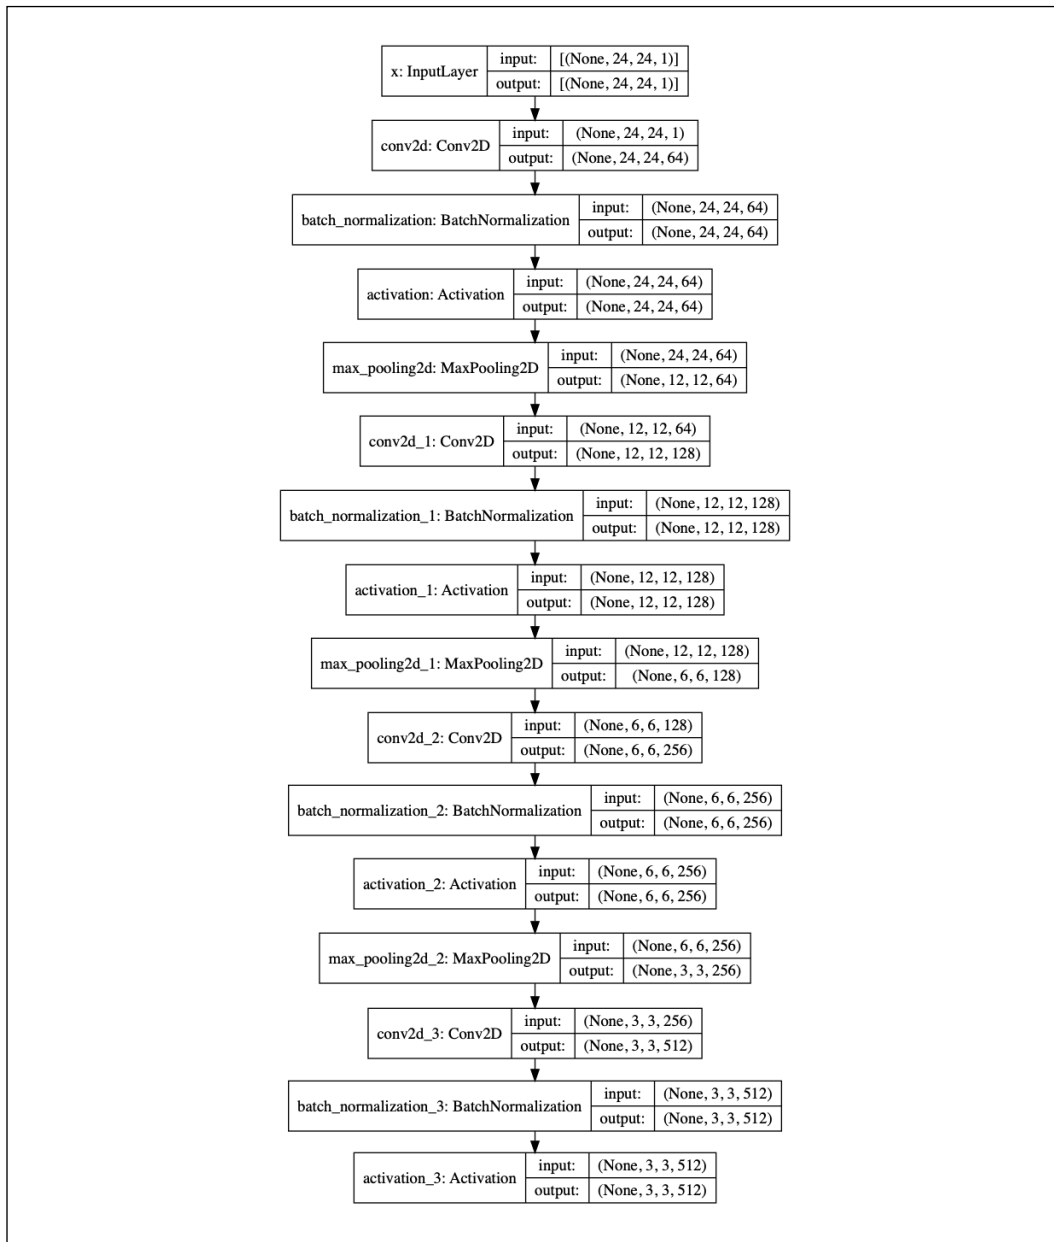 x: InputLayer
input: [(None, 24, 24, 1)]
output: [(None, 24, 24, 1)]
conv2d: Conv2D
input: (None, 24, 24, 1)
output: (None, 24, 24, 64)
batch_normalization: BatchNormalization
input: (None, 24, 24, 64)
output: (None, 24, 24, 64)
activation: Activation
input: (None, 24, 24, 64)
output: (None, 24, 24, 64)
max_pooling2d: MaxPooling2D
input: (None, 24, 24, 64)
output: (None, 12, 12, 64)
conv2d_1: Conv2D
input: (None, 12, 12, 64)
output: (None, 12, 12, 128)
batch_normalization_1: BatchNormalization
input: (None, 12, 12, 128)
output: (None, 12, 12, 128)
activation_1: Activation
input: (None, 12, 12, 128)
output: (None, 12, 12, 128)
max_pooling2d_1: MaxPooling2D
input: (None, 12, 12, 128)
output: (None, 6, 6, 128)
conv2d_2: Conv2D
input: (None, 6, 6, 128)
output: (None, 6, 6, 256)
batch_normalization_2: BatchNormalization
input: (None, 6, 6, 256)
output: (None, 6, 6, 256)
activation_2: Activation
input: (None, 6, 6, 256)
output: (None, 6, 6, 256)
max_pooling2d_2: MaxPooling2D
input: (None, 6, 6, 256)
output: (None, 3, 3, 256)
conv2d_3: Conv2D
input: (None, 3, 3, 256)
output: (None, 3, 3, 512)
batch_normalization_3: BatchNormalization
input: (None, 3, 3, 512)
output: (None, 3, 3, 512)
activation_3: Activation
input: (None, 3, 3, 512)
output: (None, 3, 3, 512)